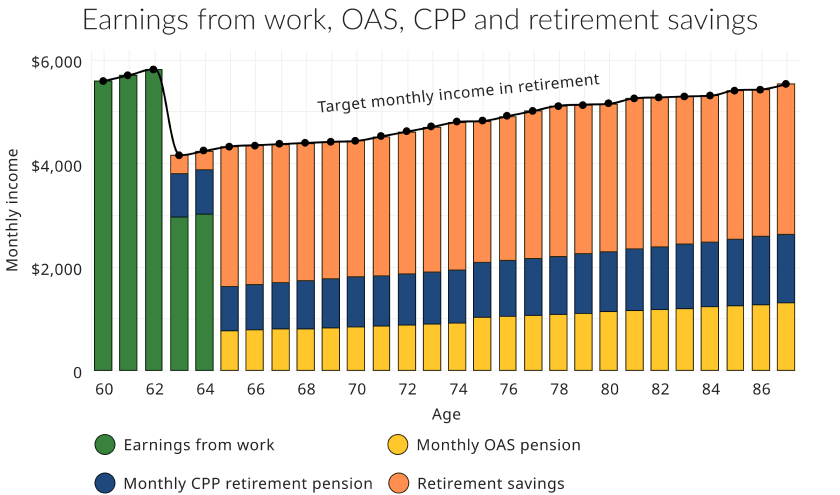 Earnings from work, OAS, CPP and retirement savings
$6,000
Target monthly income in retirement
$4,000
Monthly income
$2,000
0
60 62 64 66 68 70 72 74 76 78 80 82 84 86
Age
Earnings from work
Monthly OAS pension
Monthly CPP retirement pension
Retirement savings